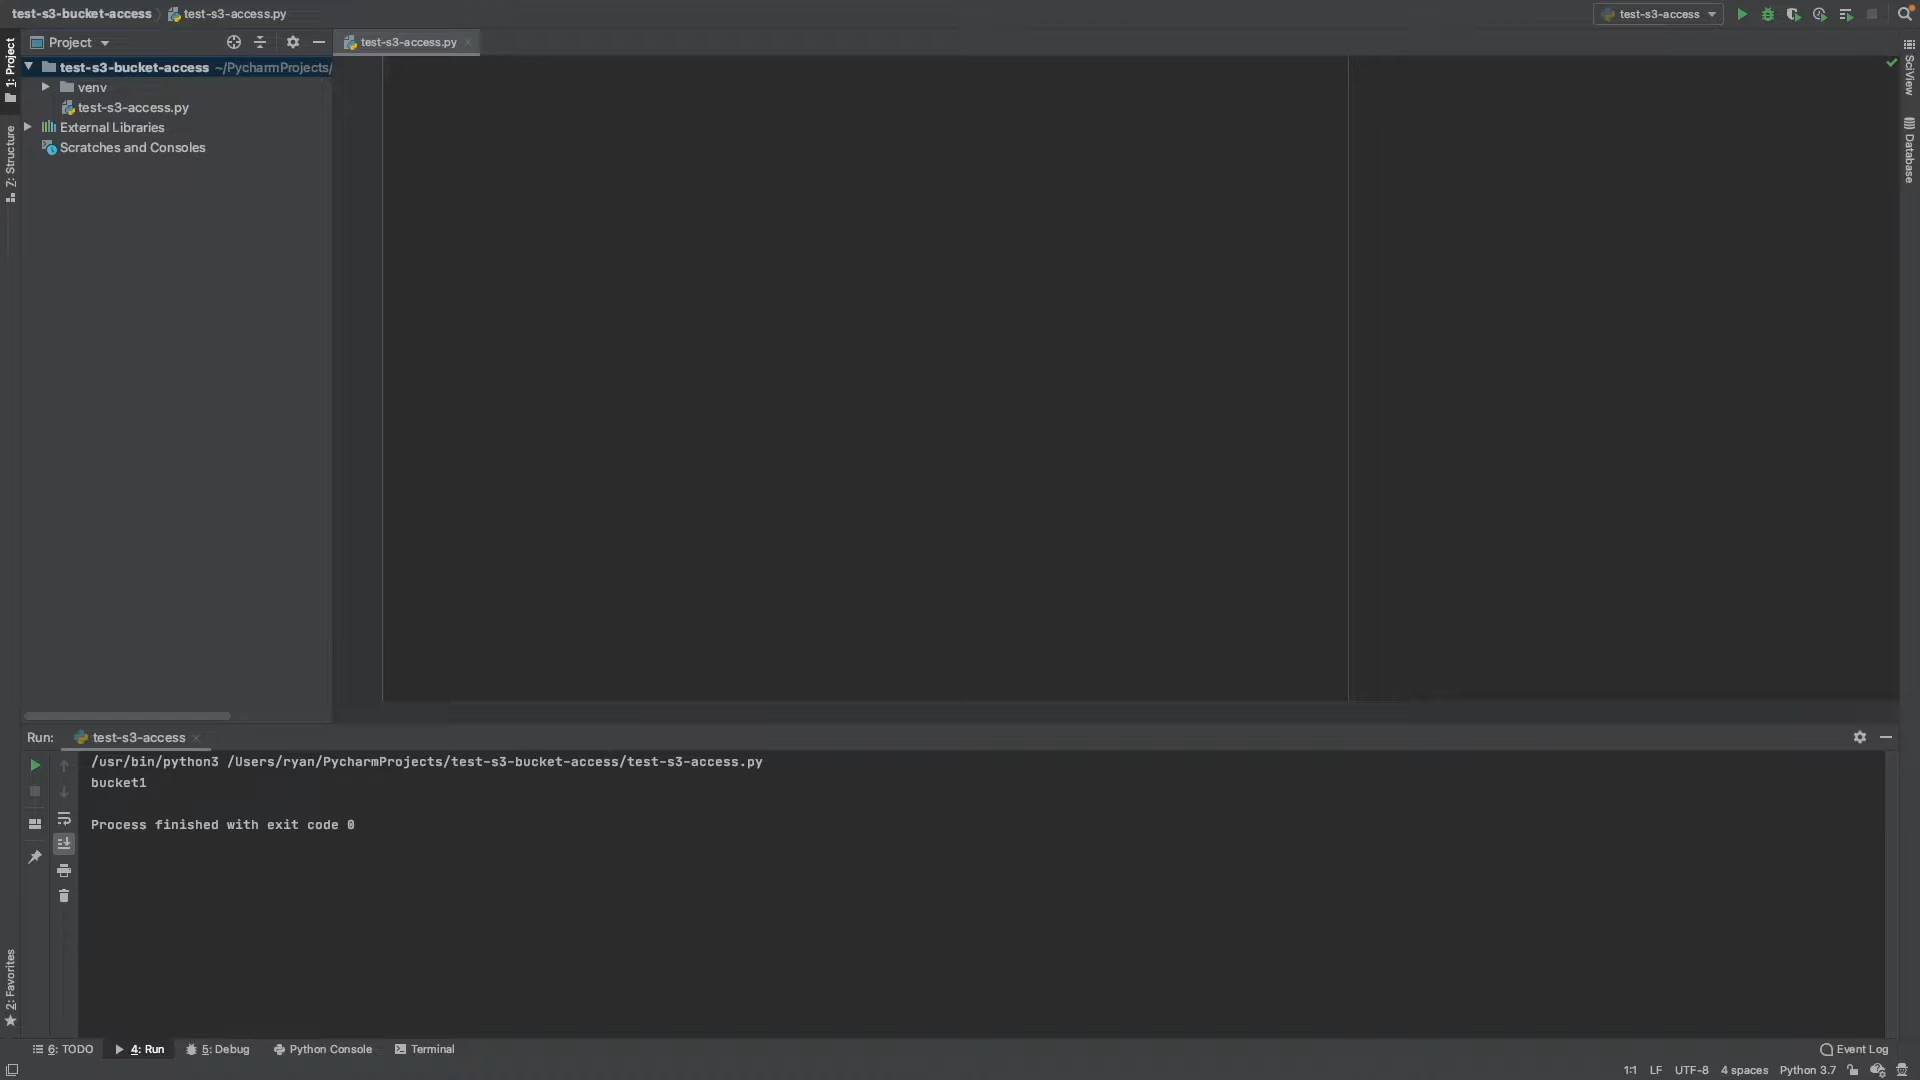 test-s3-bucket-access
test-s3-access.py
test-s3-access
Project
test-s3-access.py
1: Project
test-s3-bucket-access ~/PycharmProjects/
venv
test-s3-access.py
External Libraries
Scratches and Consoles
Z: Structure
SciView
Database
Run:
test-s3-access
/usr/bin/python3 /Users/ryan/PycharmProjects/test-s3-bucket-access/test-s3-access.py
bucket1
Process finished with exit code 0
2: Favorites
6: TODO
4: Run
5: Debug
Python Console
Terminal
Event Log
1:1 LF UTF-8 4 spaces Python 3.7